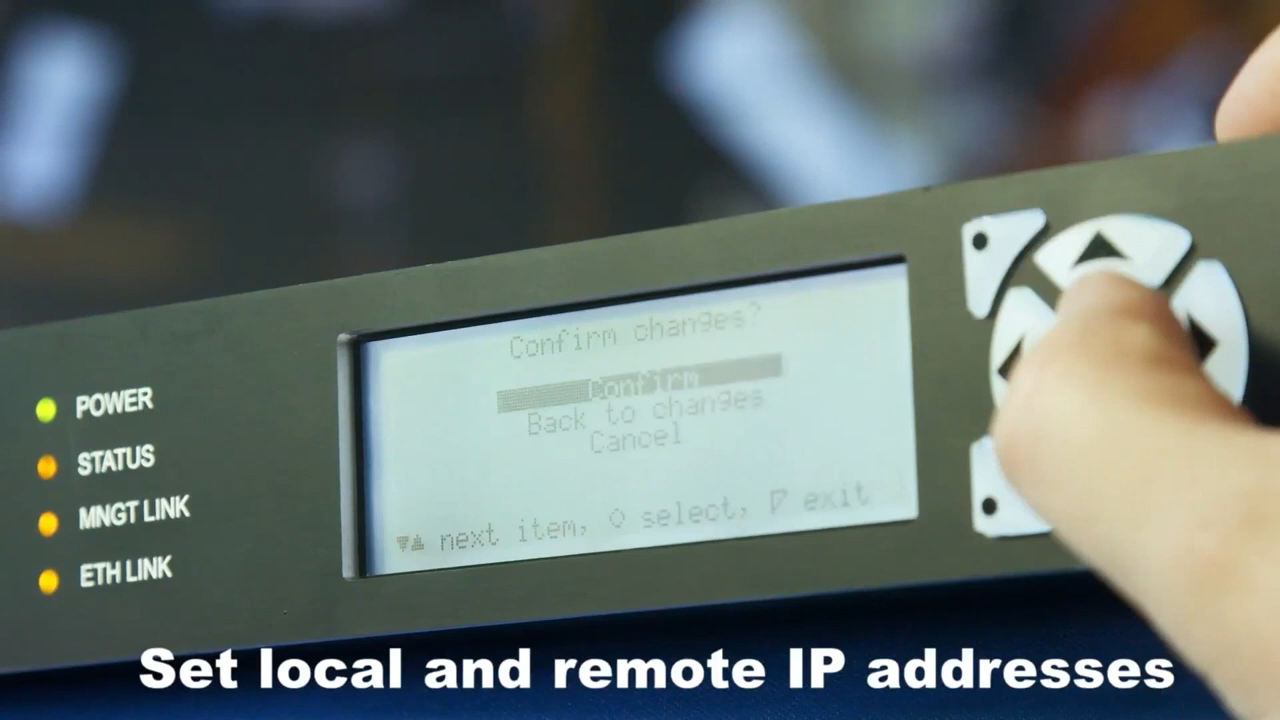 POWER
STATUS
MNGT LINK
ETH LINK
Confirm changes?
Confirm
Back to changes
Cancel
next item, select, exit
Set local and remote IP addresses